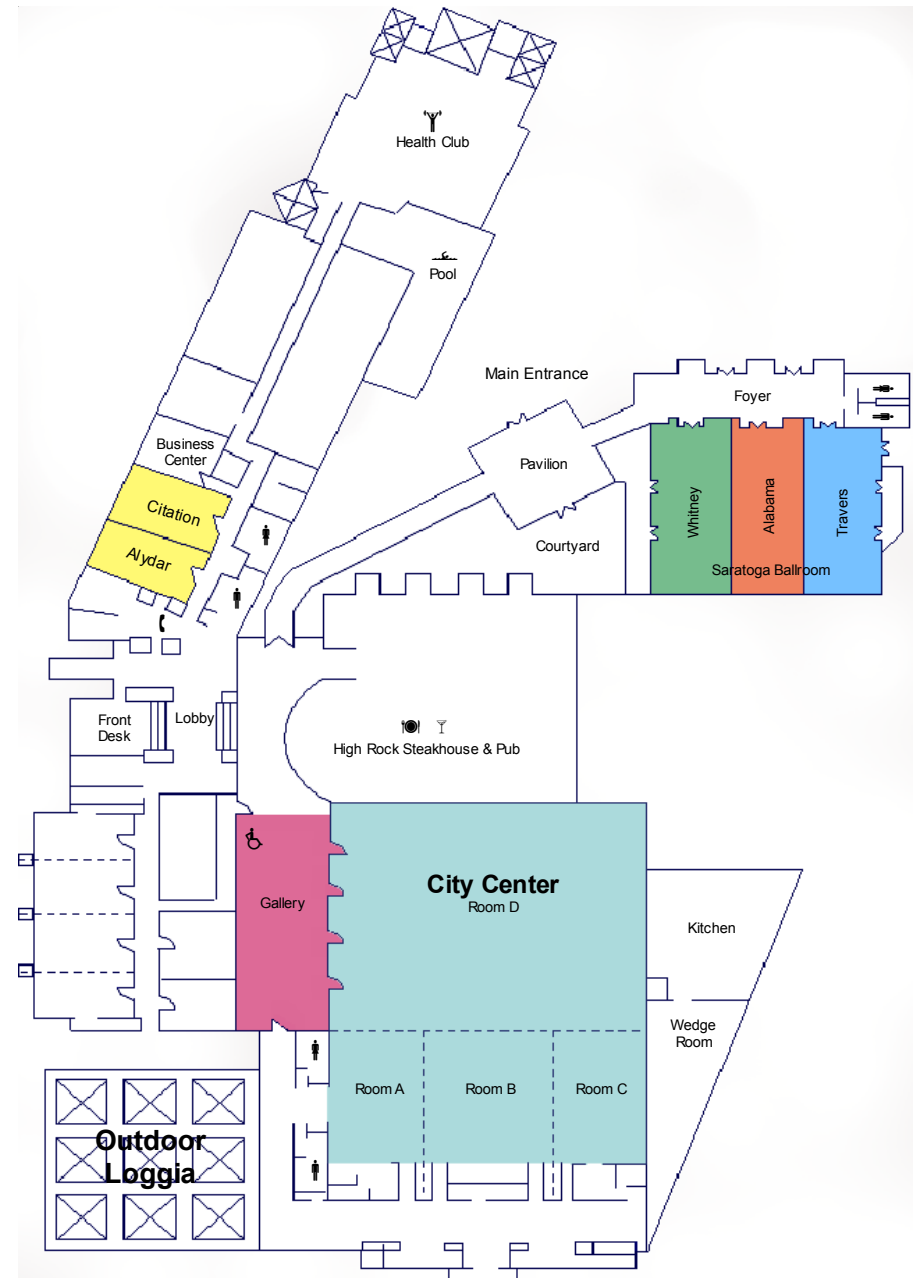 Health Club
Pool
Main Entrance
Foyer
Business
Center
Pavilion
Citation
Whitney
Alabama
Travers
Courtyard
Alydar
Saratoga Ballroom
Front
Desk
Lobby
High Rock Steakhouse & Pub
City Center
Room D
Gallery
Kitchen
Wedge
Room
Room A
Room B
Room C
Outdoor
Loggia